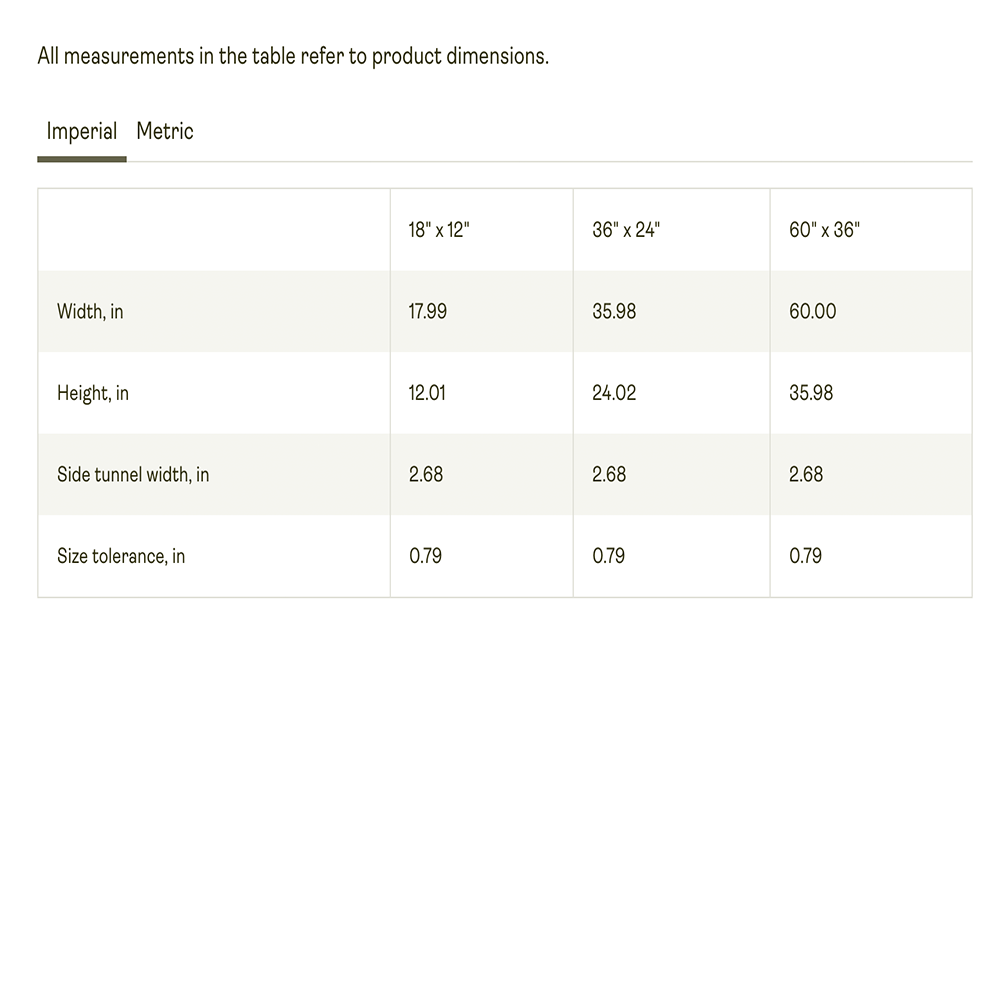 All measurements in the table refer to product dimensions.
Imperial Metric
18" x 12" 36" x 24" 60" x 36"
Width, in 17.99 35.98 60.00
Height, in 12.01 24.02 35.98
Side tunnel width, in 2.68 2.68 2.68
Size tolerance, in 0.79 0.79 0.79